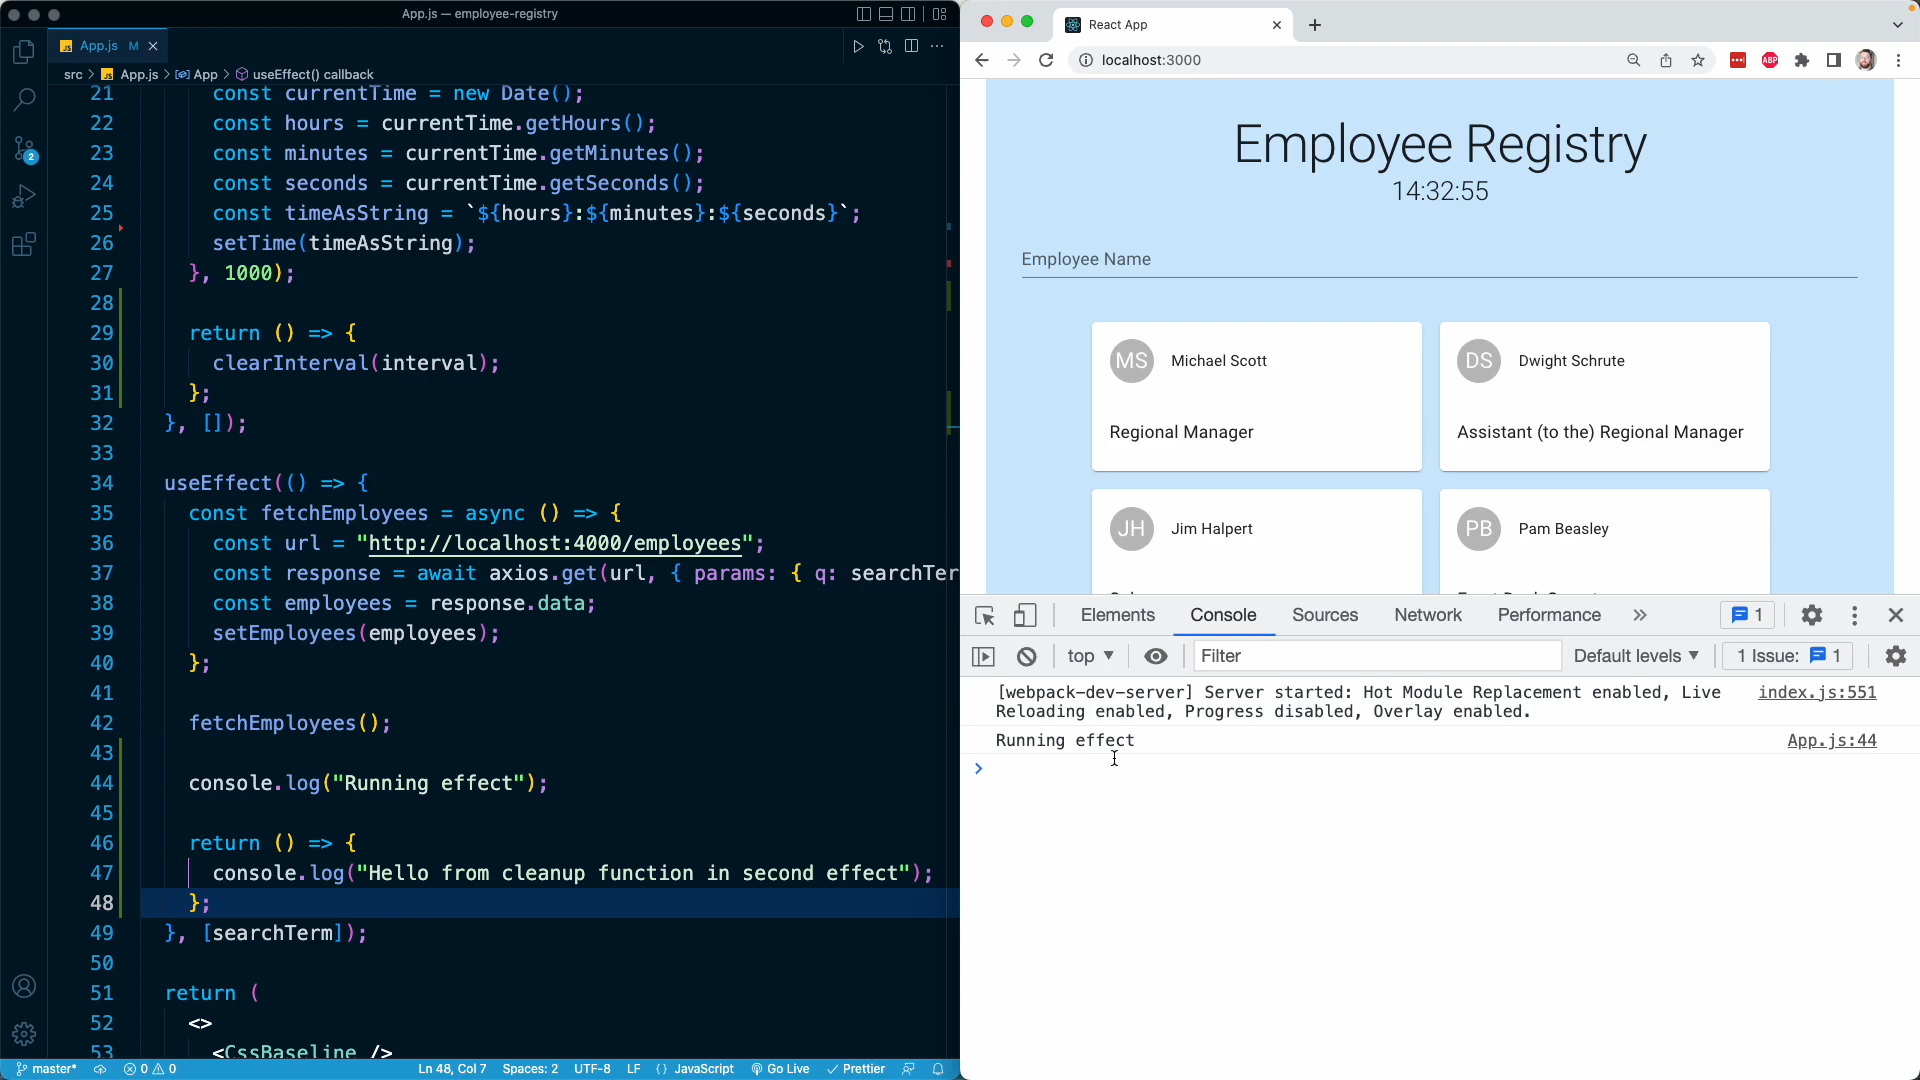 App.js — employee-registry
App.js M
src > App.js > App > useEffect() callback
21 const currentTime = new Date();
22 const hours = currentTime.getHours();
23 const minutes = currentTime.getMinutes();
24 const seconds = currentTime.getSeconds();
25 const timeAsString = `${hours}:${minutes}:${seconds}`;
26 setTime(timeAsString);
27 }, 1000);
28
29 return () => {
30 clearInterval(interval);
31 };
32 }, []);
33
34 useEffect(() => {
35 const fetchEmployees = async () => {
36 const url = "http://localhost:4000/employees";
37 const response = await axios.get(url, { params: { q: searchTer
38 const employees = response.data;
39 setEmployees(employees);
40 };
41
42 fetchEmployees();
43
44 console.log("Running effect");
45
46 return () => {
47 console.log("Hello from cleanup function in second effect");
48 };
49 }, [searchTerm]);
50
51 return (
52 <>
53 <CssBaseline />
2
master* 0 0 Ln 48, Col 7 Spaces: 2 UTF-8 LF {} JavaScript Go Live Prettier
React App
localhost:3000
ABP
Employee Registry
14:32:55
Employee Name
MS Michael Scott
Regional Manager
DS Dwight Schrute
Assistant (to the) Regional Manager
JH Jim Halpert
PB Pam Beasley
Elements Console Sources Network Performance 1
top Filter Default levels 1 Issue: 1
[webpack-dev-server] Server started: Hot Module Replacement enabled, Live index.js:551
Reloading enabled, Progress disabled, Overlay enabled.
Running effect App.js:44